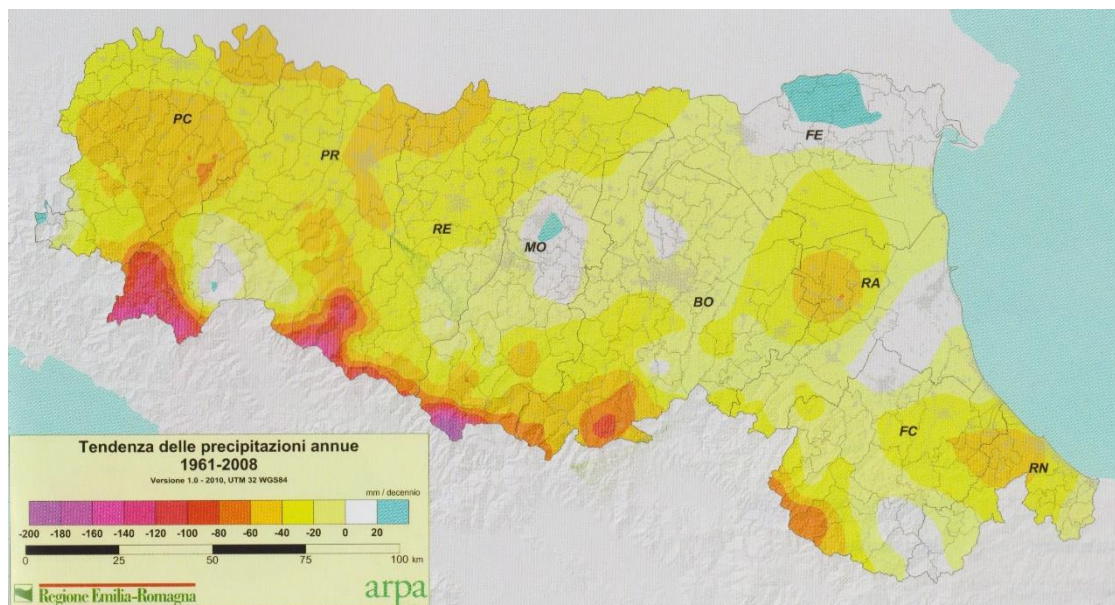 PC
PR
FE
RE
MO
BO
RA
FC
RN
Tendenza delle precipitazioni annue
1961-2008
Versione 1.0 - 2010, UTM 32 WGS84
mm / decennio
-200 -180 -160 -140 -120 -100 -80 -60 -40 -20 0 20
0 25 50 75 100 km
Regione Emilia-Romagna
arpa